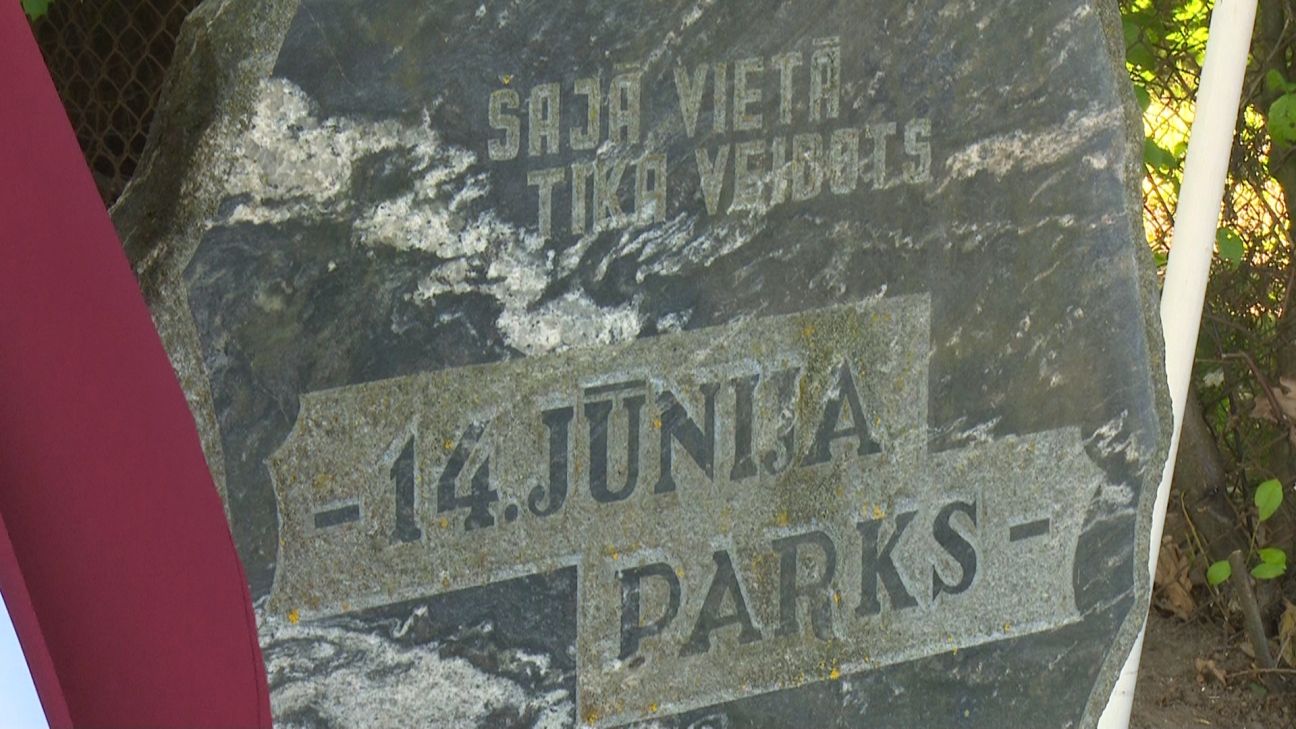 ŠAJĀ VIETĀ
TIKA VEIDOTS
- 14. JŪNIJA
PARKS -